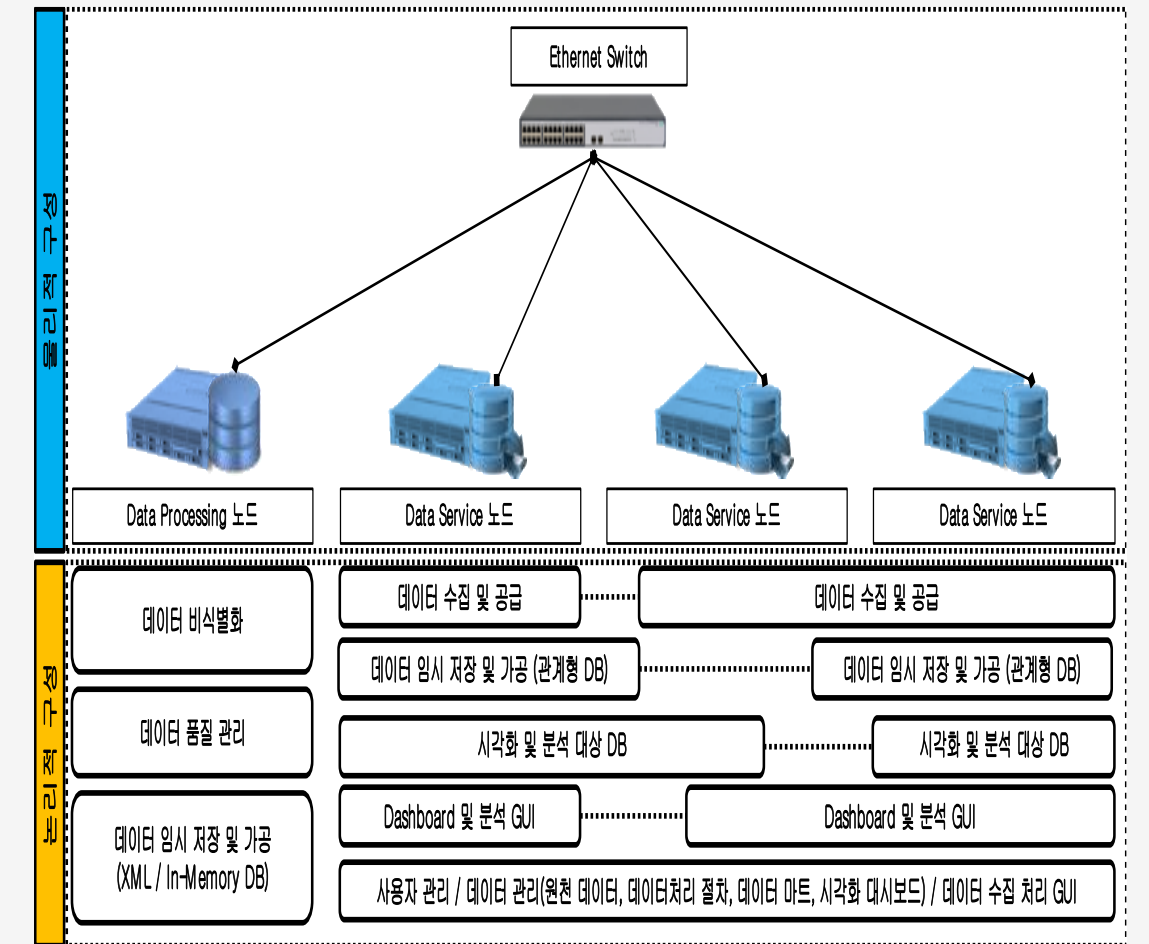 물리적 구성
Ethernet Switch
Data Processing 노드
Data Service 노드
Data Service 노드
Data Service 노드
논리적 구성
데이터 비식별화
데이터 품질 관리
데이터 임시 저장 및 가공
(XML / In-Memory DB)
데이터 수집 및 공급
데이터 수집 및 공급
데이터 임시 저장 및 가공 (관계형 DB)
데이터 임시 저장 및 가공 (관계형 DB)
시각화 및 분석 대상 DB
시각화 및 분석 대상 DB
Dashboard 및 분석 GUI
Dashboard 및 분석 GUI
사용자 관리 / 데이터 관리(원천 데이터, 데이터처리 절차, 데이터 마트, 시각화 대시보드) / 데이터 수집 처리 GUI